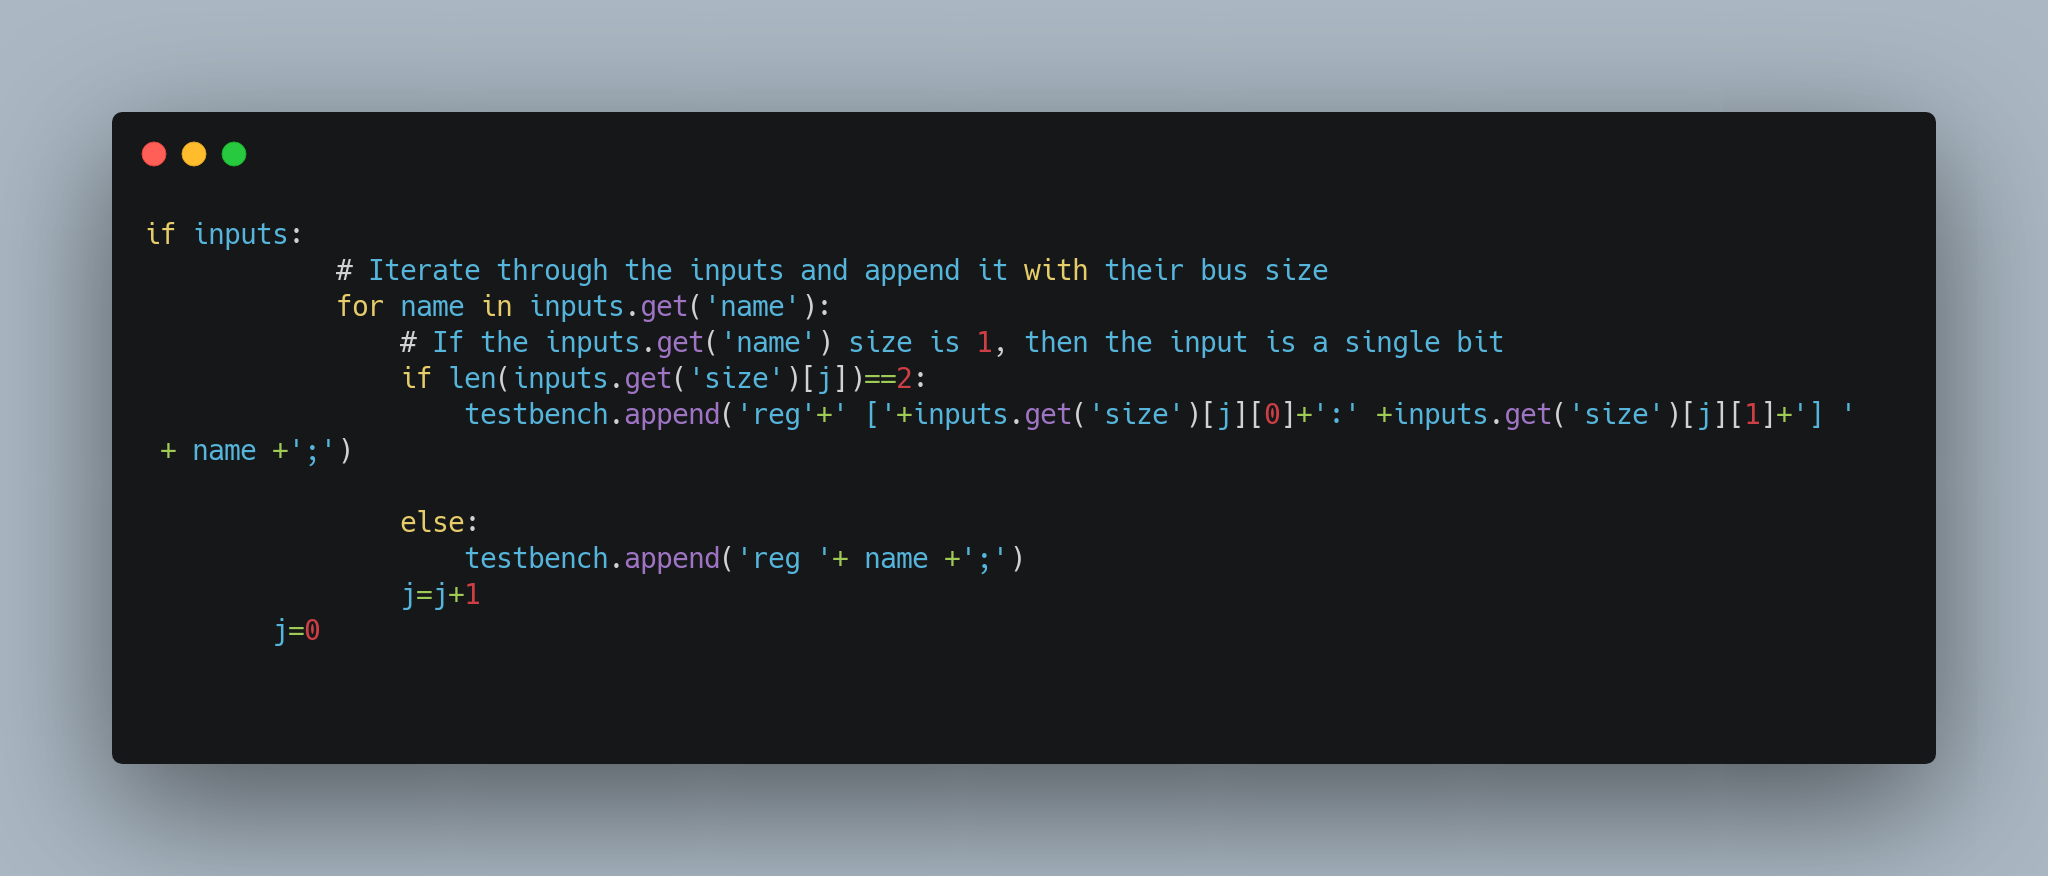 if inputs:
            # Iterate through the inputs and append it with their bus size
            for name in inputs.get('name'):
                # If the inputs.get('name') size is 1, then the input is a single bit
                if len(inputs.get('size')[j])==2:
                    testbench.append('reg'+' ['+inputs.get('size')[j][0]+':' +inputs.get('size')[j][1]+'] '
 + name +';')
                else:
                    testbench.append('reg '+ name +';')
                j=j+1
        j=0